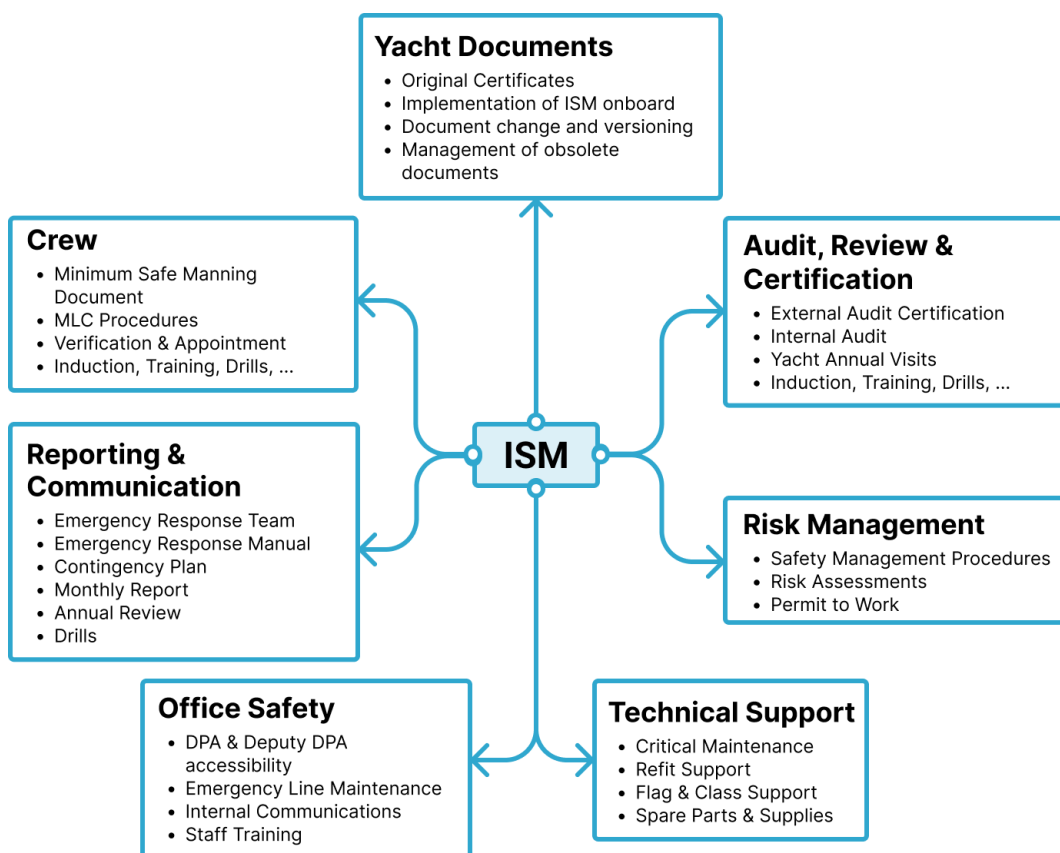 Yacht Documents
• Original Certificates
• Implementation of ISM onboard
• Document change and versioning
• Management of obsolete
documents
Crew
• Minimum Safe Manning
Document
• MLC Procedures
• Verification & Appointment
• Induction, Training, Drills, ...
Audit, Review &
Certification
• External Audit Certification
• Internal Audit
• Yacht Annual Visits
• Induction, Training, Drills, ...
Reporting &
Communication
• Emergency Response Team
• Emergency Response Manual
• Contingency Plan
• Monthly Report
• Annual Review
• Drills
ISM
Risk Management
• Safety Management Procedures
• Risk Assessments
• Permit to Work
Office Safety
• DPA & Deputy DPA
accessibility
• Emergency Line Maintenance
• Internal Communications
• Staff Training
Technical Support
• Critical Maintenance
• Refit Support
• Flag & Class Support
• Spare Parts & Supplies